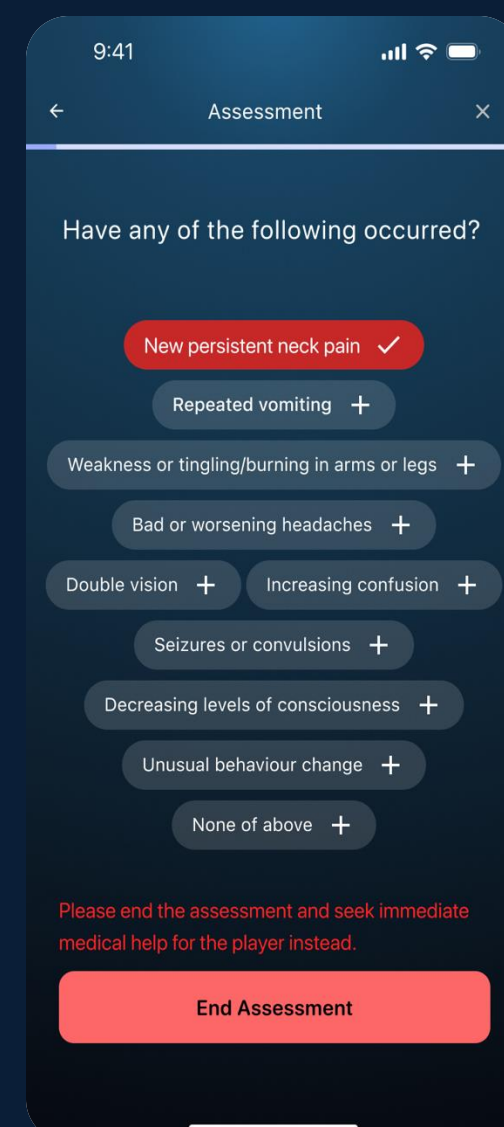 9:41
Assessment
Have any of the following occurred?
New persistent neck pain
Repeated vomiting
Weakness or tingling/burning in arms or legs
Bad or worsening headaches
Double vision
Increasing confusion
Seizures or convulsions
Decreasing levels of consciousness
Unusual behaviour change
None of above
Please end the assessment and seek immediate
medical help for the player instead.
End Assessment